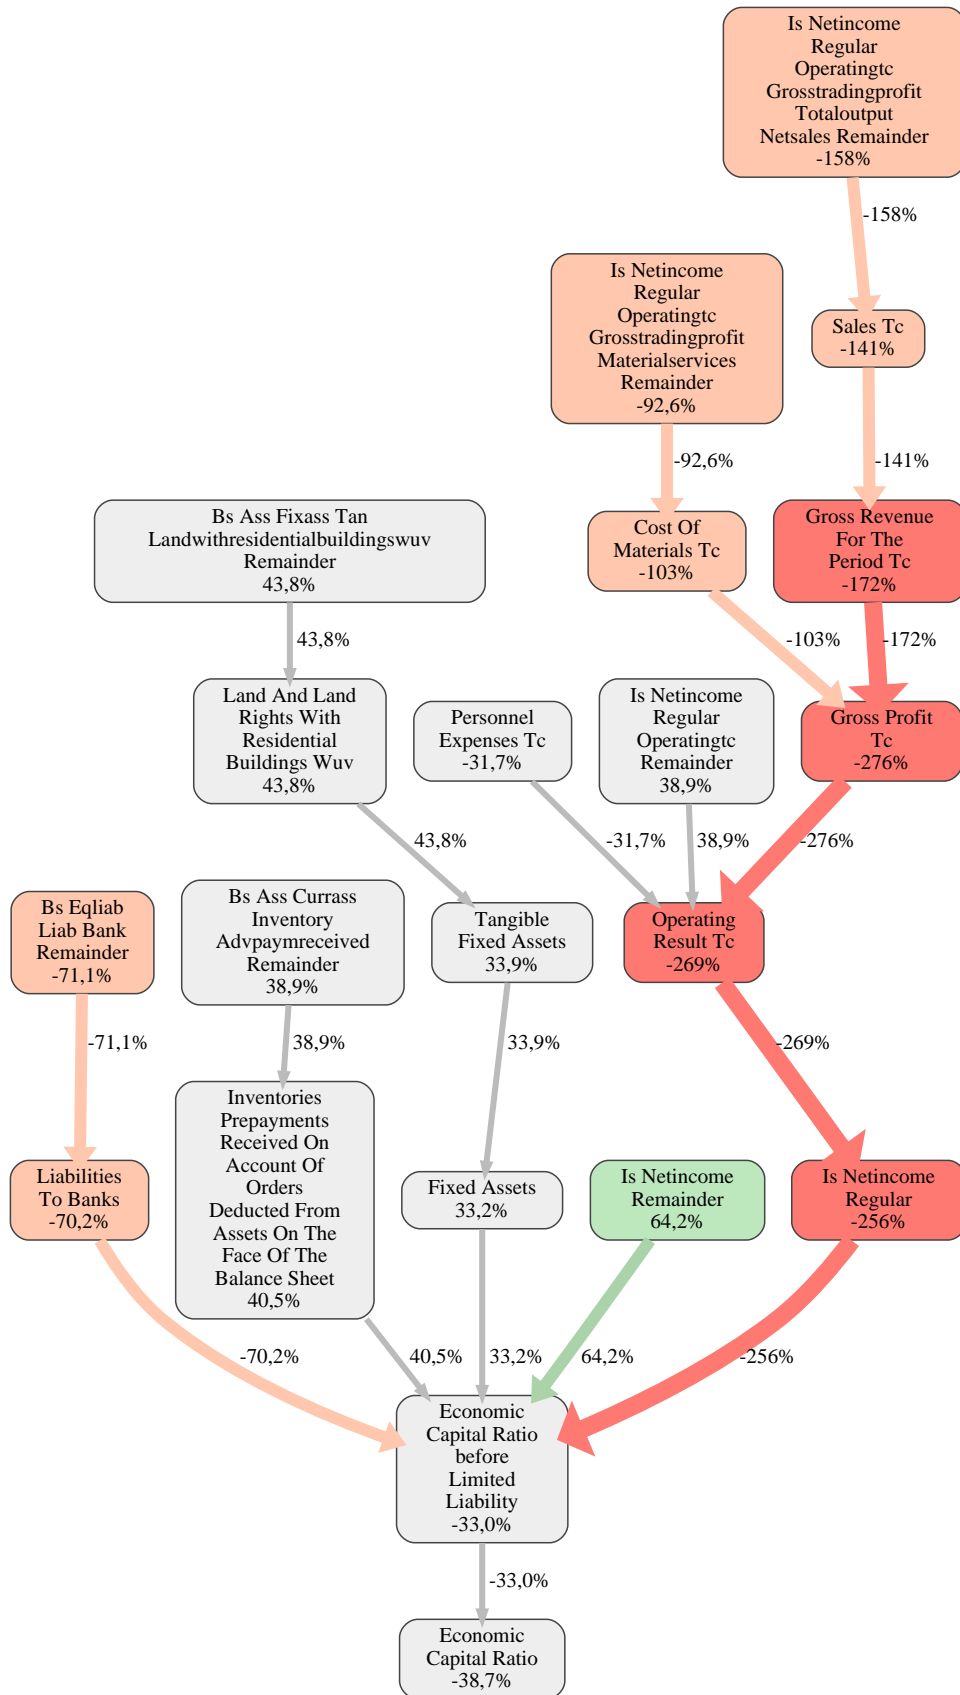 Is Netincome
Regular
Operatingtc
Grosstradingprofit
Totaloutput
Netsales Remainder
-158%
-158%
Is Netincome
Regular
Operatingtc
Grosstradingprofit
Materialservices
Remainder
-92,6%
Sales Tc
-141%
-92,6%
-141%
Bs Ass Fixass Tan
Landwithresidentialbuildingswuv
Remainder
43,8%
Cost Of
Materials Tc
-103%
Gross Revenue
For The
Period Tc
-172%
43,8%
-103%
-172%
Land And Land
Rights With
Residential
Buildings Wuv
43,8%
Personnel
Expenses Tc
-31,7%
Is Netincome
Regular
Operatingtc
Remainder
38,9%
Gross Profit
Tc
-276%
43,8%
-31,7%
38,9%
-276%
Bs Eqliab
Liab Bank
Remainder
-71,1%
Bs Ass Currass
Inventory
Advpaymreceived
Remainder
38,9%
Tangible
Fixed Assets
33,9%
Operating
Result Tc
-269%
-71,1%
38,9%
33,9%
-269%
Liabilities
To Banks
-70,2%
Inventories
Prepayments
Received On
Account Of
Orders
Deducted From
Assets On The
Face Of The
Balance Sheet
40,5%
Fixed Assets
33,2%
Is Netincome
Remainder
64,2%
Is Netincome
Regular
-256%
-70,2%
40,5%
33,2%
64,2%
-256%
Economic
Capital Ratio
before
Limited
Liability
-33,0%
-33,0%
Economic
Capital Ratio
-38,7%